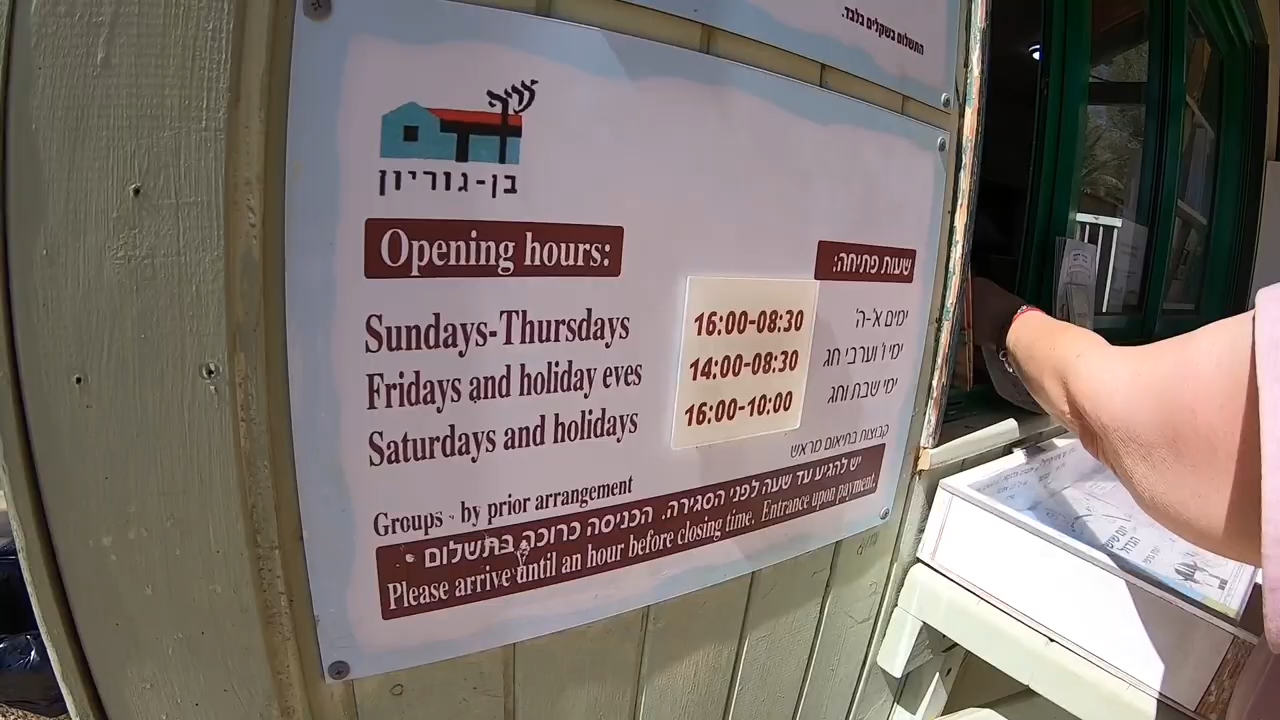 התשלום בשקלים בלבד.
בן-גוריון
Opening hours:
שעות פתיחה:
Sundays-Thursdays
16:00-08:30
ימים א'-ה'
Fridays and holiday eves
14:00-08:30
ימי ו' וערבי חג
Saturdays and holidays
16:00-10:00
ימי שבת וחג
Groups - by prior arrangement
קבוצות בתיאום מראש
יש להגיע עד שעה לפני הסגירה. הכניסה כרוכה בתשלום
Please arrive until an hour before closing time. Entrance upon payment.